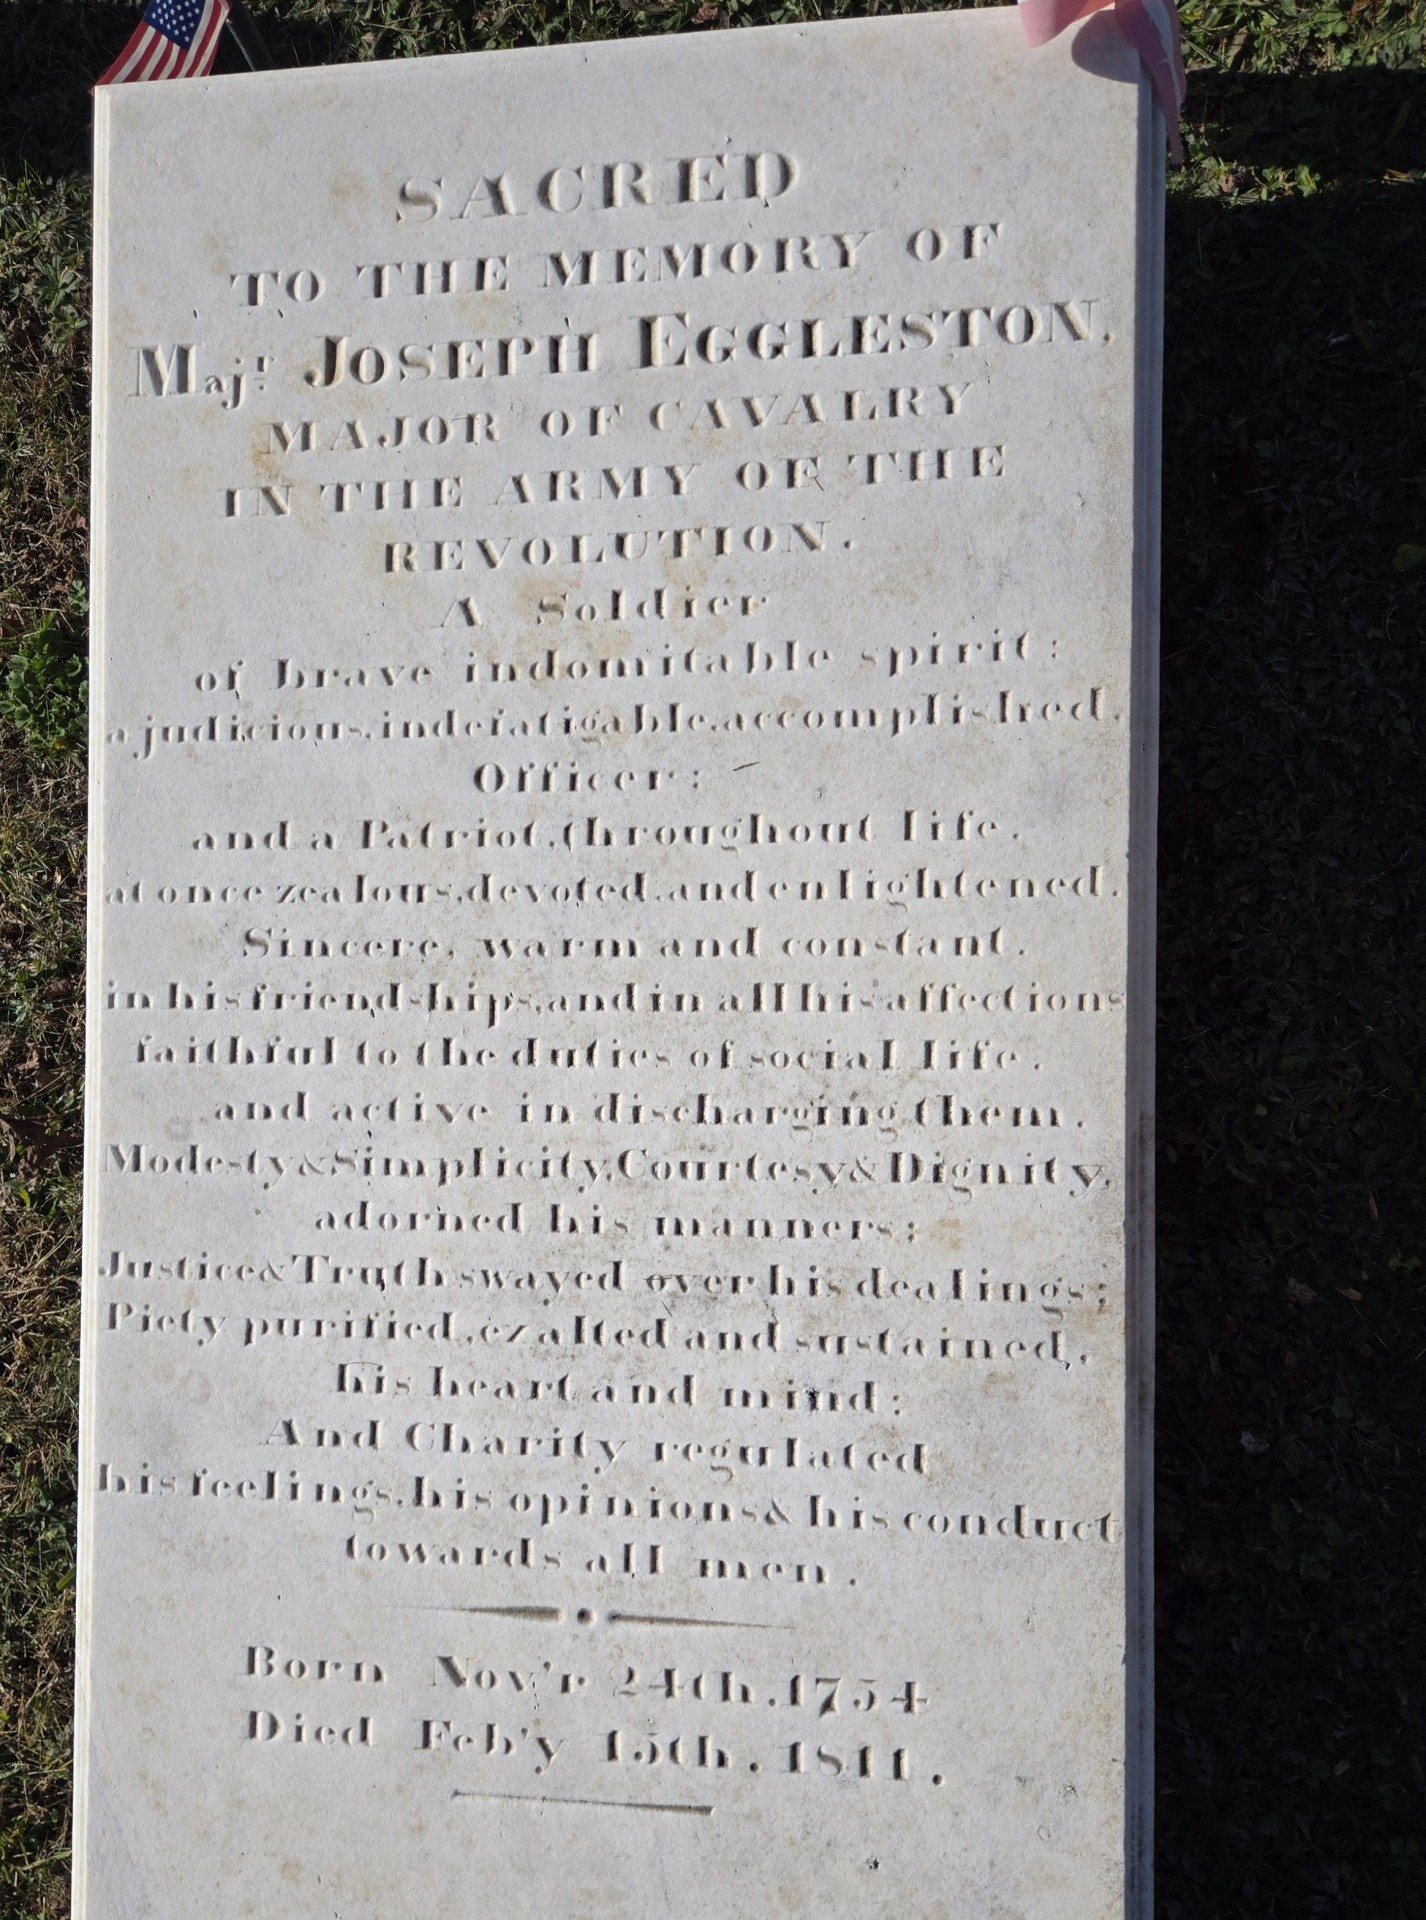 SACRED
TO THE MEMORY OF
Majr. JOSEPH EGGLESTON,
MAJOR OF CAVALRY
IN THE ARMY OF THE
REVOLUTION.
A Soldier
of brave indomitable spirit;
a judicious, indefatigable, accomplished,
Officer;
and a Patriot, throughout life,
at once zealous, devoted, and enlightened.
Sincere, warm and constant,
in his friendships, and in all his affections
faithful to the duties of social life,
and active in discharging them.
Modesty & Simplicity, Courtesy & Dignity,
adorned his manners;
Justice & Truth swayed over his dealings;
Piety purified, exalted and sustained,
his heart and mind;
And Charity regulated
his feelings, his opinions & his conduct
towards all men.
Born Nov'r 24th, 1754
Died Feb'y 15th, 1811.